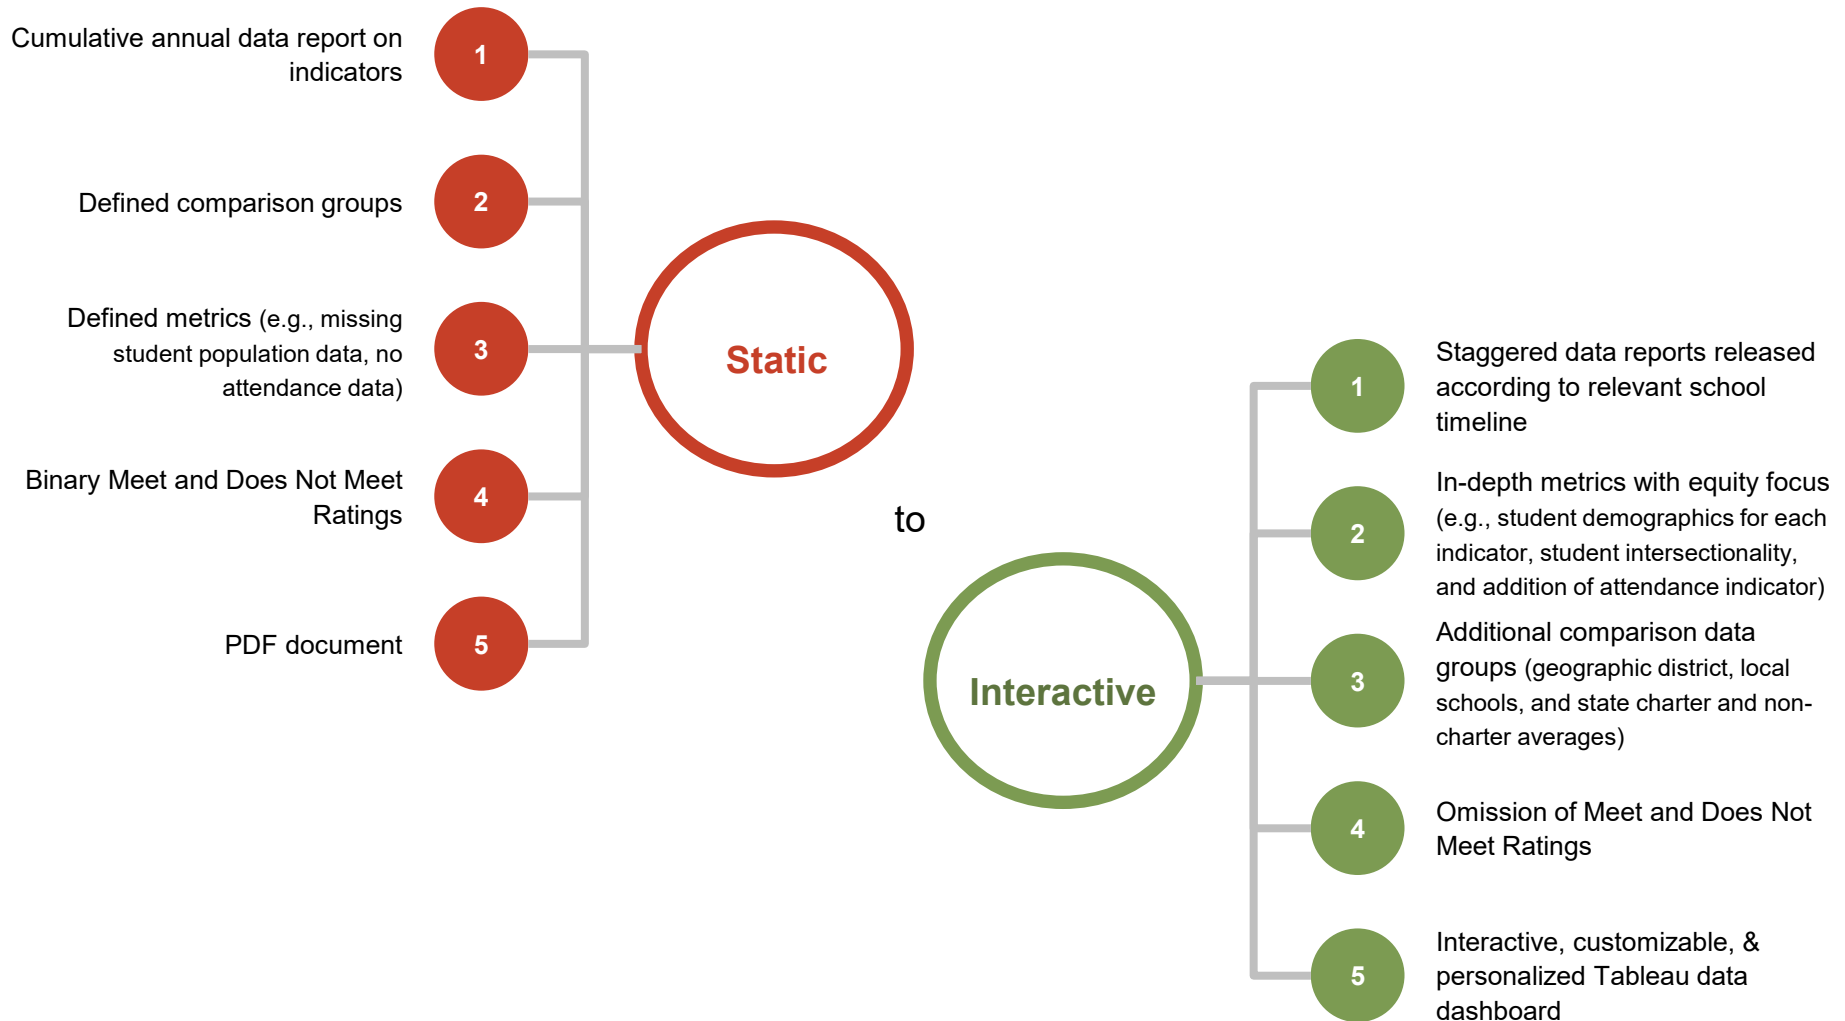 Cumulative annual data report on
indicators
1
Defined comparison groups
2
Defined metrics (e.g., missing
student population data, no
attendance data)
3
Binary Meet and Does Not Meet
Ratings
4
PDF document
5
Static
to
Interactive
1
Staggered data reports released
according to relevant school
timeline
2
In-depth metrics with equity focus
(e.g., student demographics for each
indicator, student intersectionality,
and addition of attendance indicator)
3
Additional comparison data
groups (geographic district, local
schools, and state charter and non-
charter averages)
4
Omission of Meet and Does Not
Meet Ratings
5
Interactive, customizable, &
personalized Tableau data
dashboard